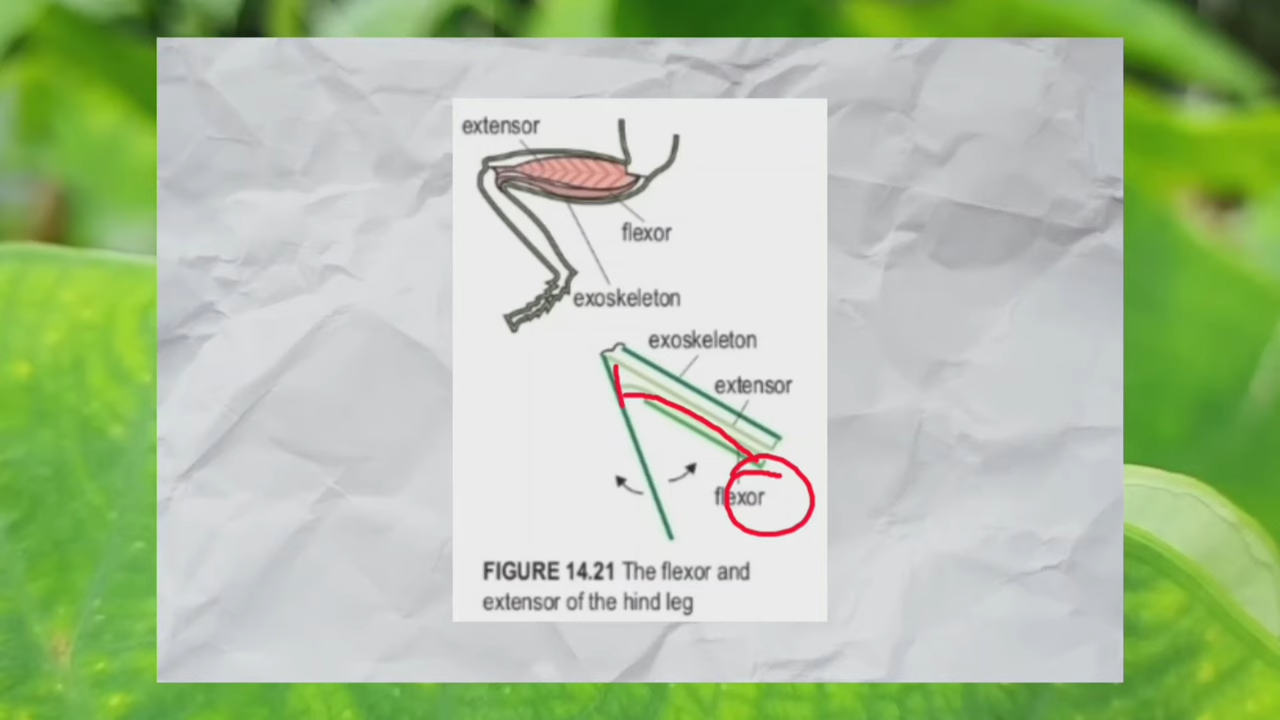 extensor
flexor
exoskeleton
exoskeleton
extensor
flexor
FIGURE 14.21 The flexor and
extensor of the hind leg